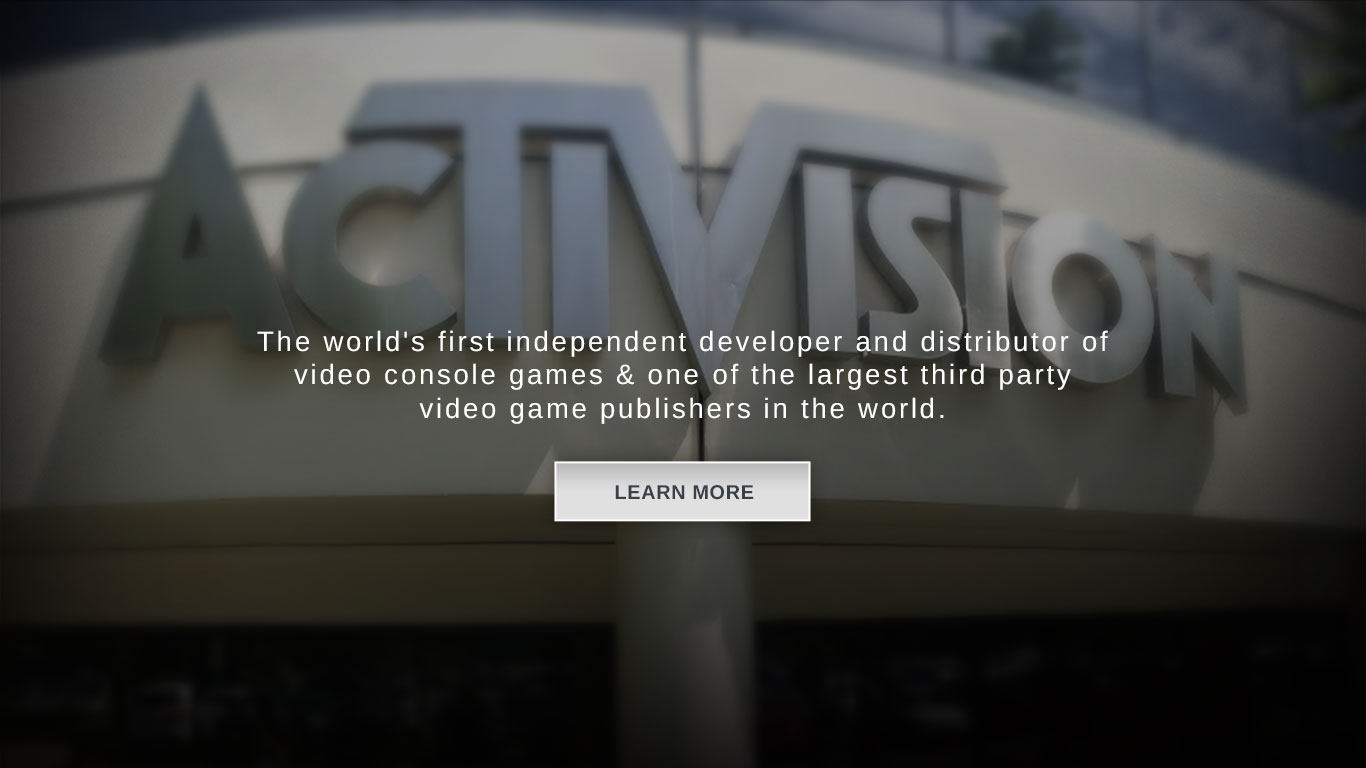 ACTIVISION
The world's first independent developer and distributor of
video console games & one of the largest third party
video game publishers in the world.
LEARN MORE